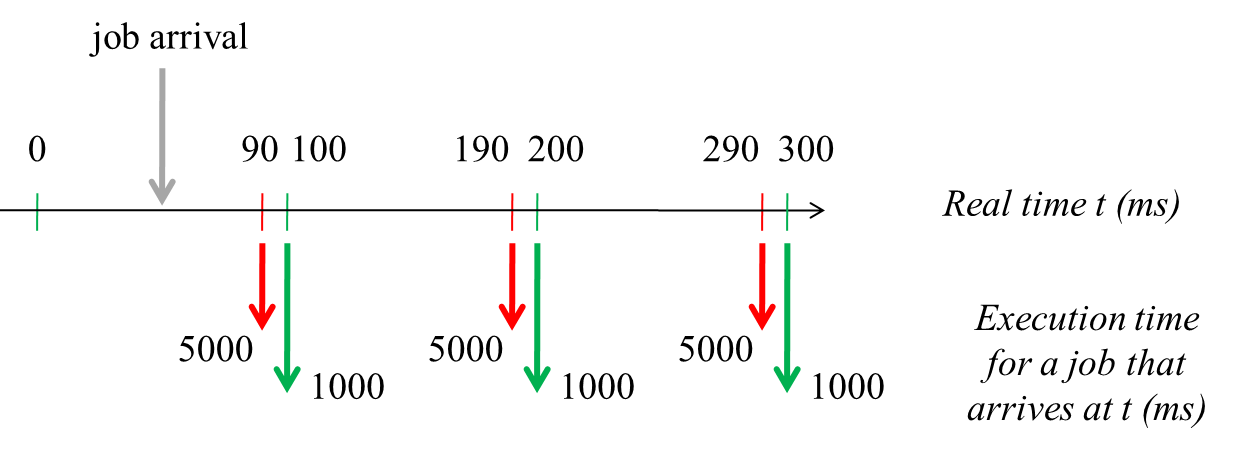 job arrival
0 90 100 190 200 290 300
Real time t (ms)
5000 5000 5000
1000 1000 1000
Execution time
for a job that
arrives at t (ms)